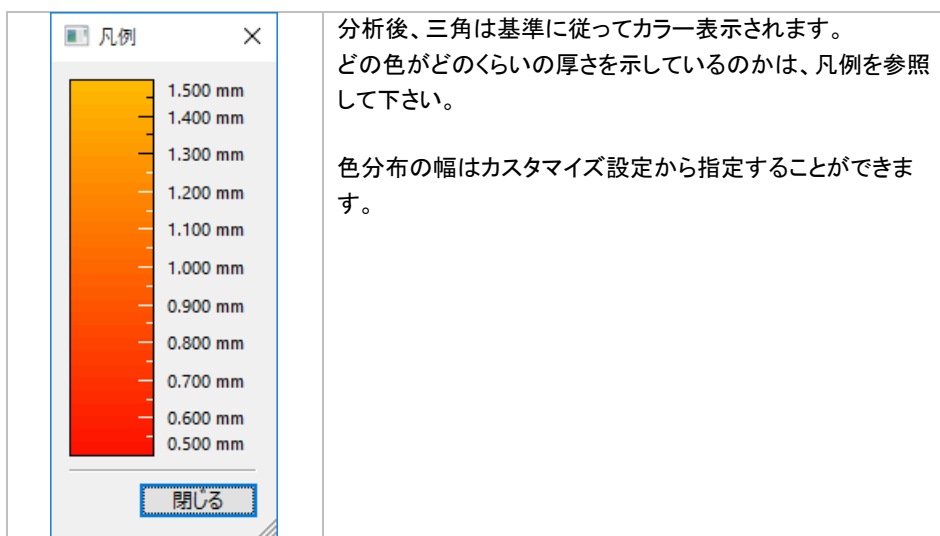 凡例
1.500 mm
1.400 mm
1.300 mm
1.200 mm
1.100 mm
1.000 mm
0.900 mm
0.800 mm
0.700 mm
0.600 mm
0.500 mm
閉じる
分析後、三角は基準に従ってカラー表示されます。
どの色がどのくらいの厚さを示しているのかは、凡例を参照
して下さい。
色分布の幅はカスタマイズ設定から指定することができま
す。